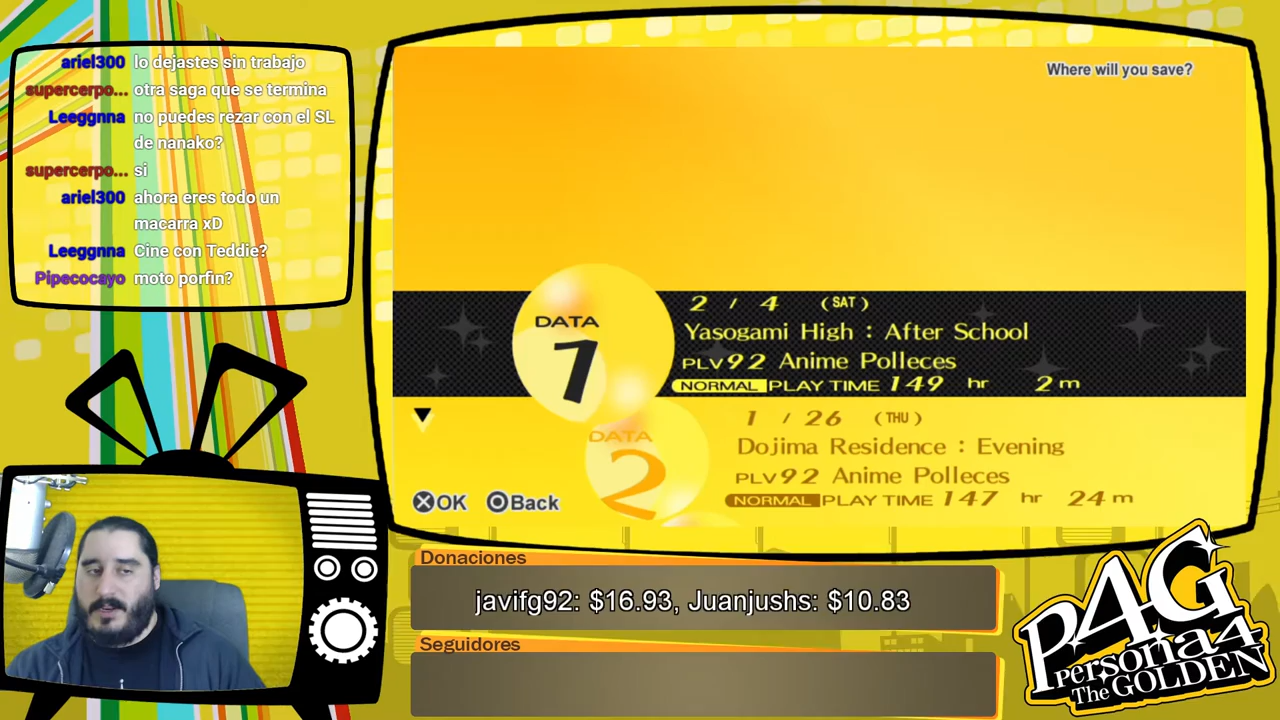 ariel300 lo dejastes sin trabajo
supercerpo... otra saga que se termina
Leeggnna no puedes rezar con el SL
de nanako?
supercerpo... si
ariel300 ahora eres todo un
macarra xD
Leeggnna Cine con Teddie?
Pipecocayo moto porfin?
Where will you save?
DATA 1
2 / 4 (SAT)
Yasogami High : After School
PLV92 Anime Polleces
NORMAL PLAY TIME 149 hr 2m
DATA 2
1 / 26 (THU)
Dojima Residence : Evening
PLV92 Anime Polleces
NORMAL PLAY TIME 147 hr 24m
OK Back
Donaciones
javifg92: $16.93, Juanjushs: $10.83
Seguidores
P4G
Persona 4
The GOLDEN